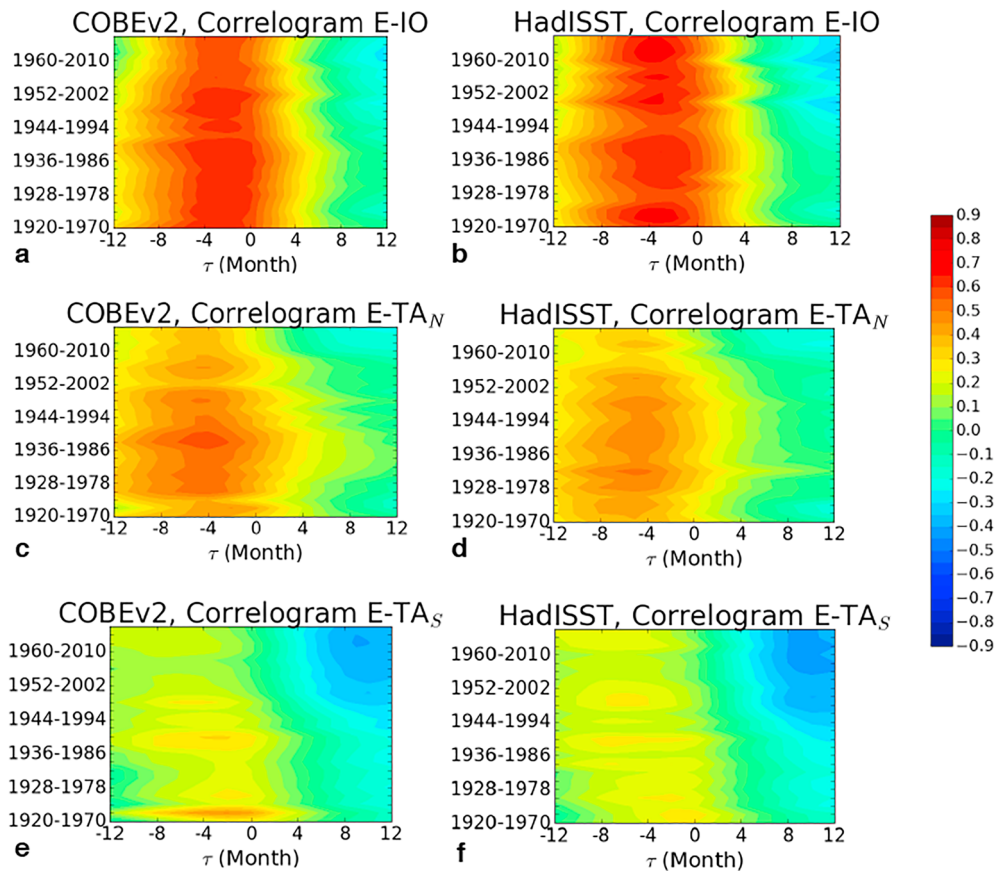 COBEv2, Correlogram E-IO
1960-2010
1952-2002
1944-1994
1936-1986
1928-1978
1920-1970
-12 -8 -4 0 4 8 12
τ (Month)
a
HadISST, Correlogram E-IO
1960-2010
1952-2002
1944-1994
1936-1986
1928-1978
1920-1970
-12 -8 -4 0 4 8 12
τ (Month)
b
COBEv2, Correlogram E-TA_N
1960-2010
1952-2002
1944-1994
1936-1986
1928-1978
1920-1970
-12 -8 -4 0 4 8 12
τ (Month)
c
HadISST, Correlogram E-TA_N
1960-2010
1952-2002
1944-1994
1936-1986
1928-1978
1920-1970
-12 -8 -4 0 4 8 12
τ (Month)
d
COBEv2, Correlogram E-TA_S
1960-2010
1952-2002
1944-1994
1936-1986
1928-1978
1920-1970
-12 -8 -4 0 4 8 12
τ (Month)
e
HadISST, Correlogram E-TA_S
1960-2010
1952-2002
1944-1994
1936-1986
1928-1978
1920-1970
-12 -8 -4 0 4 8 12
τ (Month)
f
0.9
0.8
0.7
0.6
0.5
0.4
0.3
0.2
0.1
0.0
−0.1
−0.2
−0.3
−0.4
−0.5
−0.6
−0.7
−0.8
−0.9